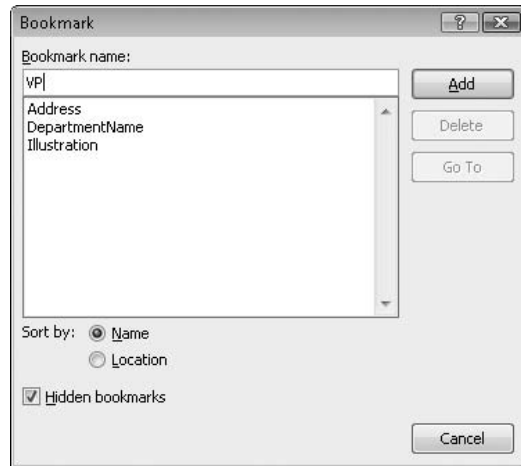 Bookmark
Bookmark name:
VP
Add
Address
DepartmentName
Illustration
Delete
Go To
Sort by: Name
Location
Hidden bookmarks
Cancel